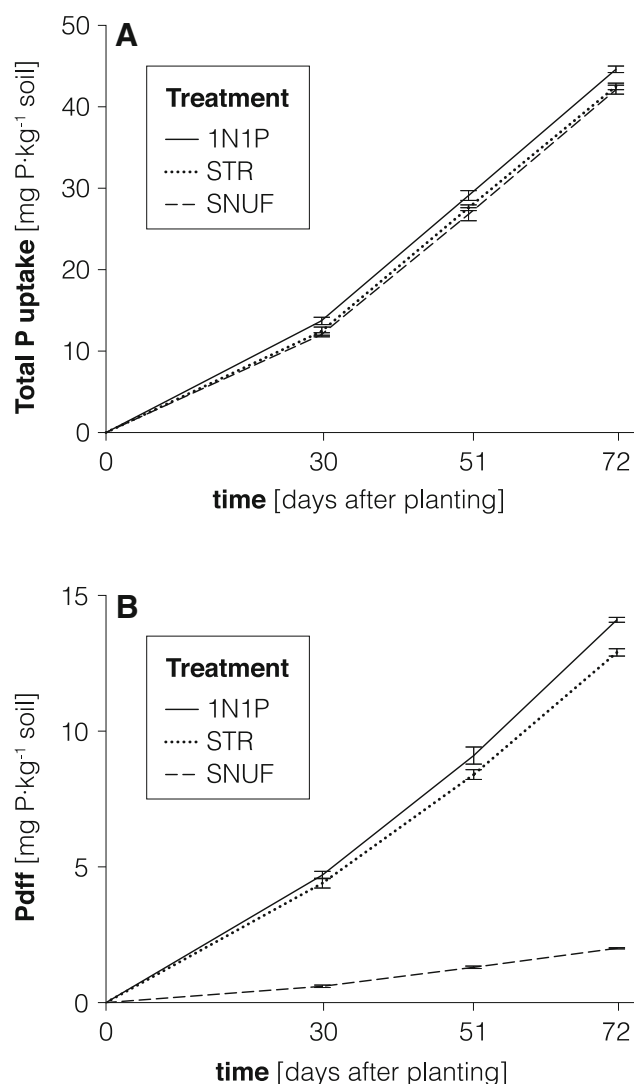 A
50
40
30
20
10
0
Total P uptake [mg P·kg⁻¹ soil]
Treatment
1N1P
STR
SNUF
0 30 51 72
time [days after planting]
B
15
10
5
0
Pdff [mg P·kg⁻¹ soil]
Treatment
1N1P
STR
SNUF
0 30 51 72
time [days after planting]